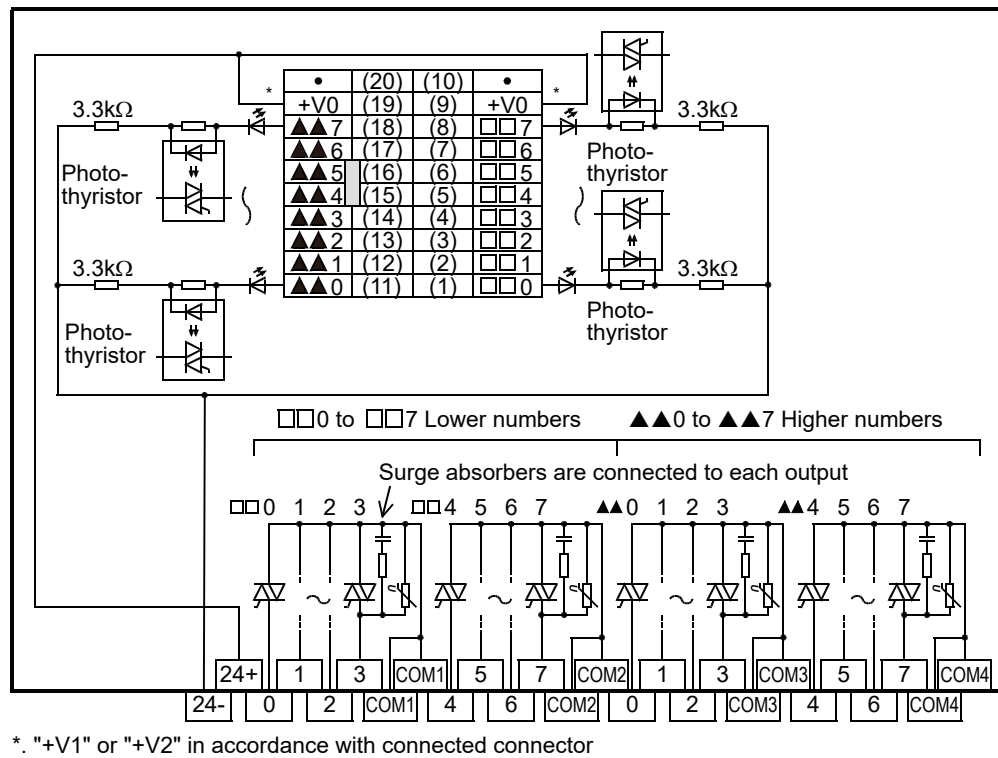 • (20) (10) •
* +V0 (19) (9) +V0 *
3.3kΩ ▲▲7 (18) (8) □□7 3.3kΩ
▲▲6 (17) (7) □□6
▲▲5 (16) (6) □□5
▲▲4 (15) (5) □□4
▲▲3 (14) (4) □□3
▲▲2 (13) (3) □□2
▲▲1 (12) (2) □□1
3.3kΩ ▲▲0 (11) (1) □□0 3.3kΩ
Photo-
thyristor
Photo-
thyristor
Photo-
thyristor
Photo-
thyristor
□□0 to □□7 Lower numbers ▲▲0 to ▲▲7 Higher numbers
Surge absorbers are connected to each output
□□0 1 2 3 □□4 5 6 7 ▲▲0 1 2 3 ▲▲4 5 6 7
24+ 1 3 COM1 5 7 COM2 1 3 COM3 5 7 COM4
24- 0 2 COM1 4 6 COM2 0 2 COM3 4 6 COM4
*. "+V1" or "+V2" in accordance with connected connector